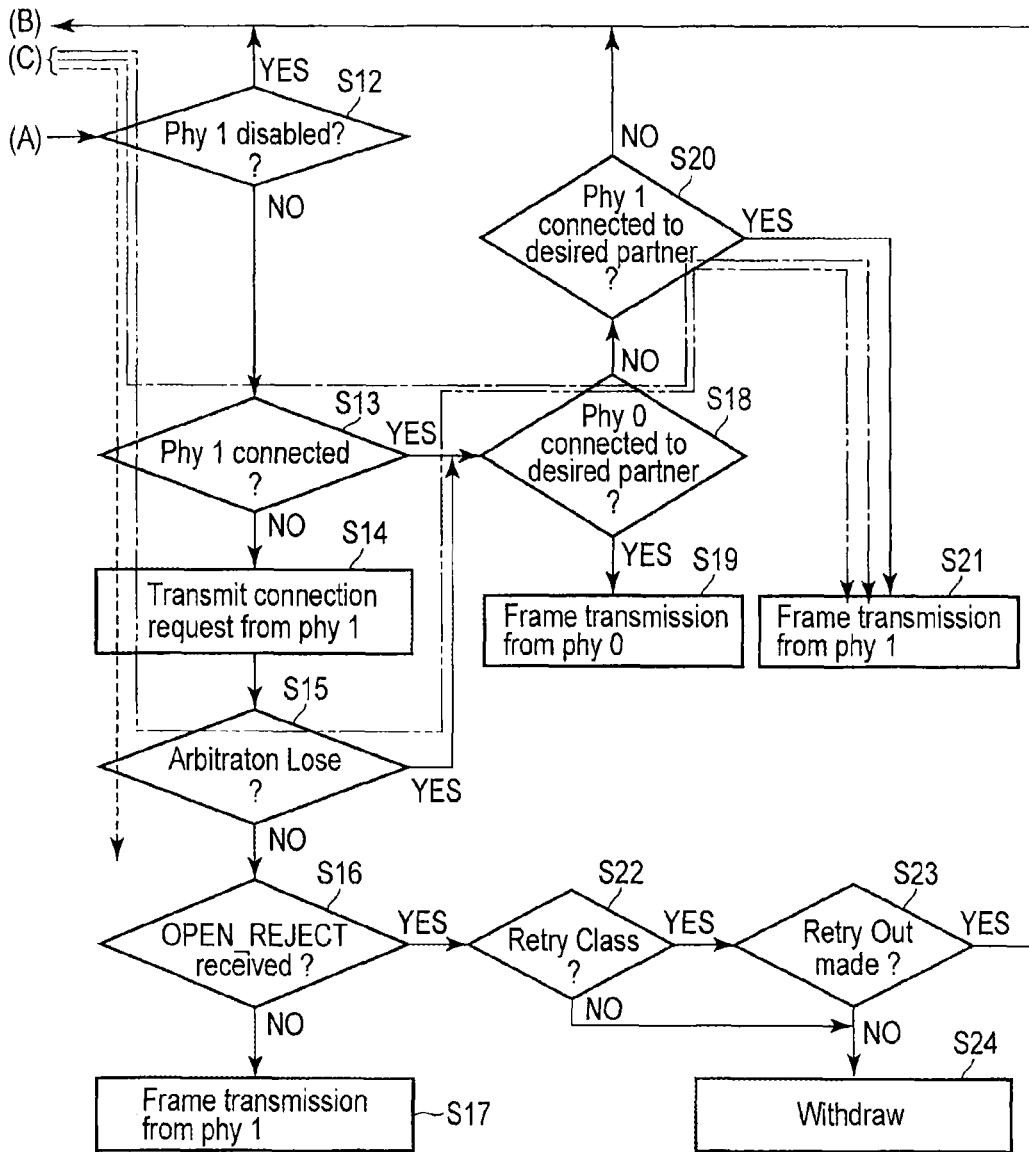 (B)
(C)
YES
S12
(A)
Phy 1 disabled?
?
NO
NO
S20
Phy 1
connected to
desired partner
?
YES
NO
S13
Phy 1 connected
?
YES
NO
Phy 0
connected to
desired partner
?
S18
YES
S14
Transmit connection
request from phy 1
S19
Frame transmission
from phy 0
S21
Frame transmission
from phy 1
S15
Arbitraton Lose
?
YES
NO
S16
OPEN_REJECT
received ?
YES
NO
S22
Retry Class
?
YES
NO
S23
Retry Out
made ?
YES
NO
S24
Withdraw
Frame transmission
from phy 1
S17